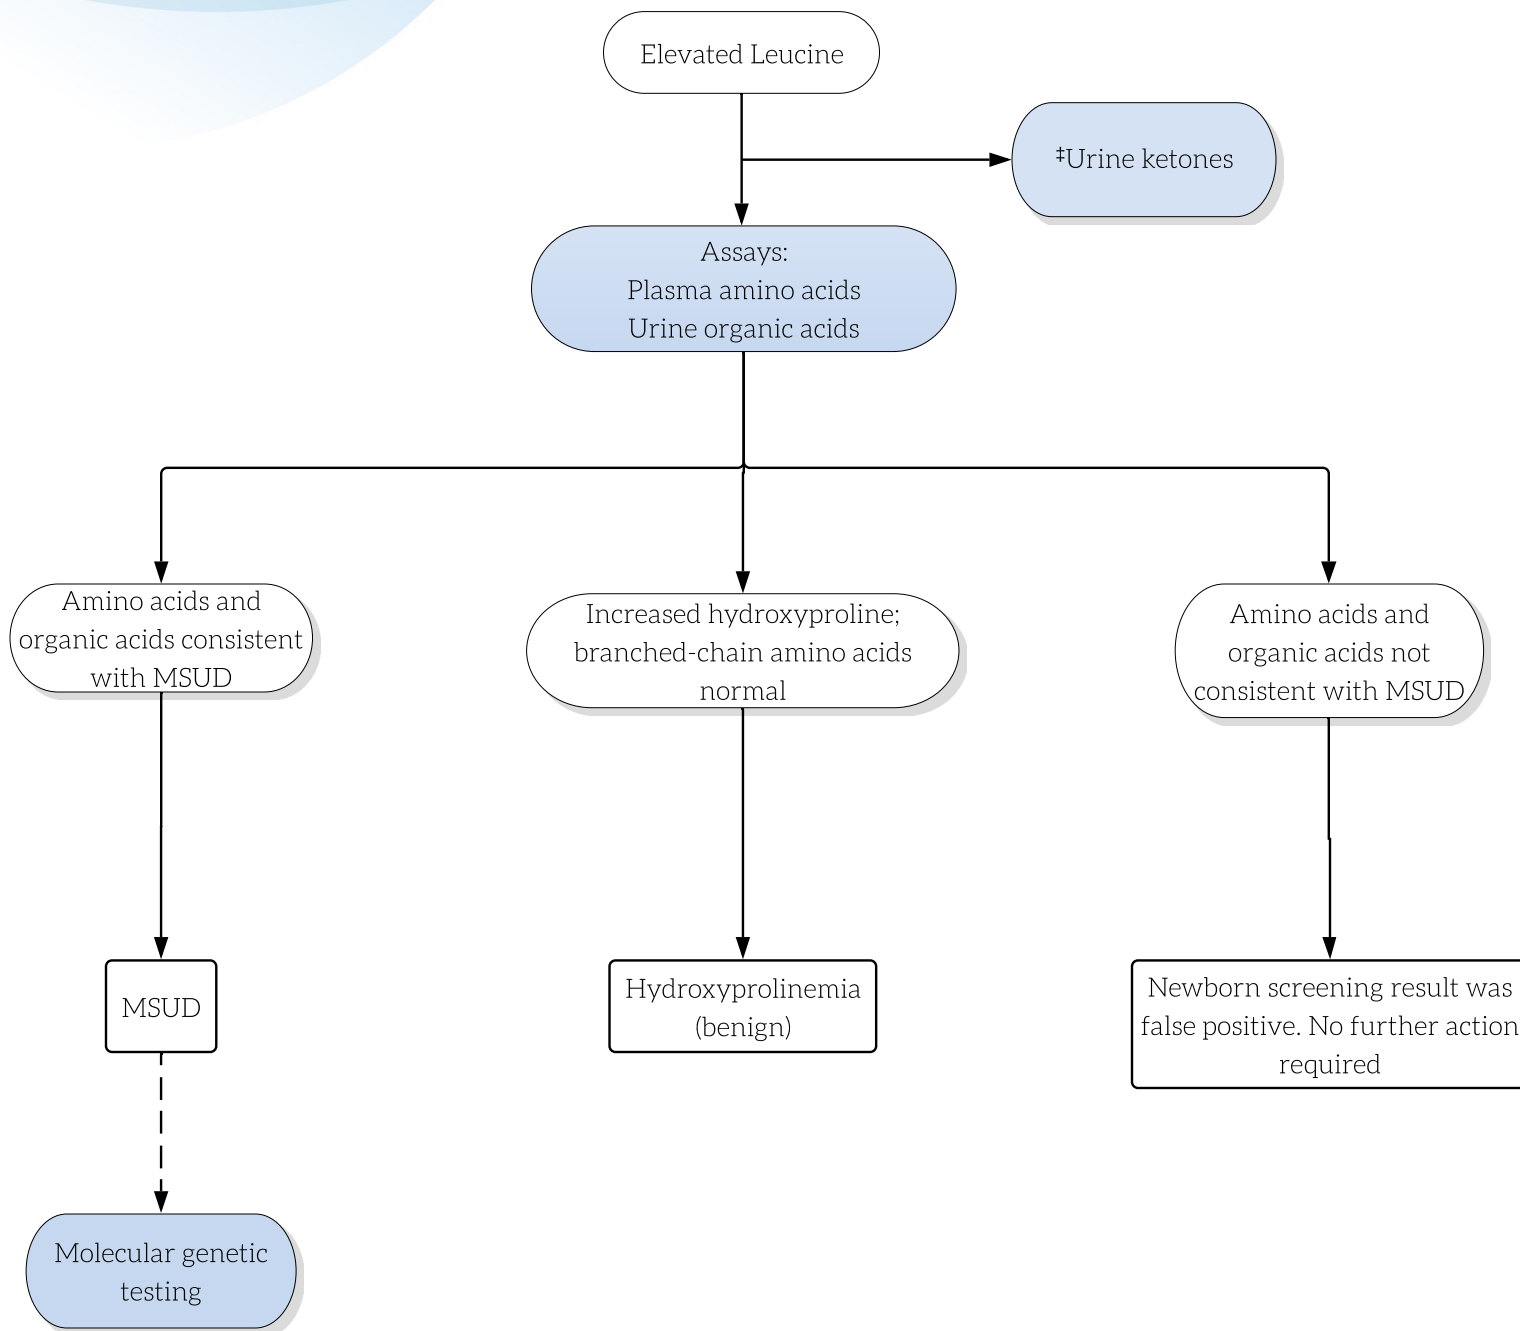 Elevated Leucine
‡Urine ketones
Assays:
Plasma amino acids
Urine organic acids
Amino acids and
organic acids consistent
with MSUD
Increased hydroxyproline;
branched-chain amino acids
normal
Amino acids and
organic acids not
consistent with MSUD
MSUD
Hydroxyprolinemia
(benign)
Newborn screening result was
false positive. No further action
required
Molecular genetic
testing